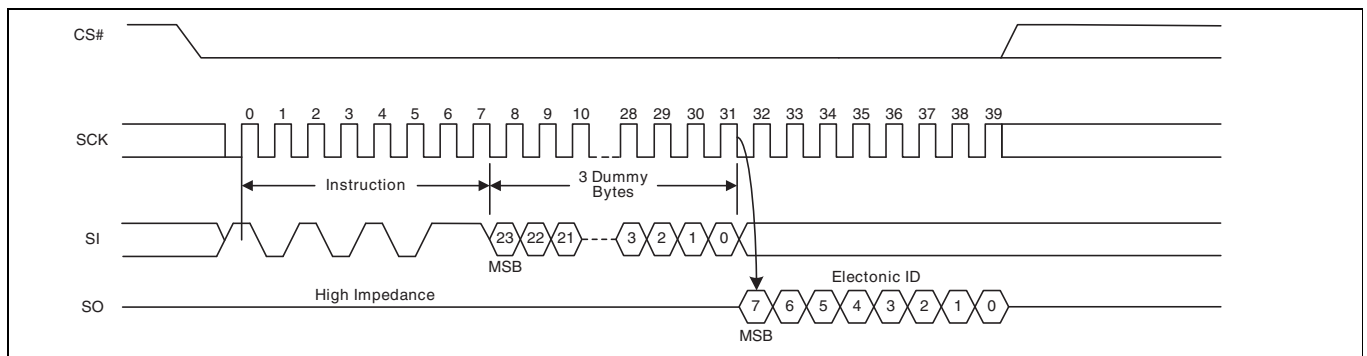 CS#
0 1 2 3 4 5 6 7 8 9 10 28 29 30 31 32 33 34 35 36 37 38 39
SCK
Instruction
3 Dummy
Bytes
SI
23 22 21 3 2 1 0
MSB
Electonic ID
High Impedance
SO
7 6 5 4 3 2 1 0
MSB